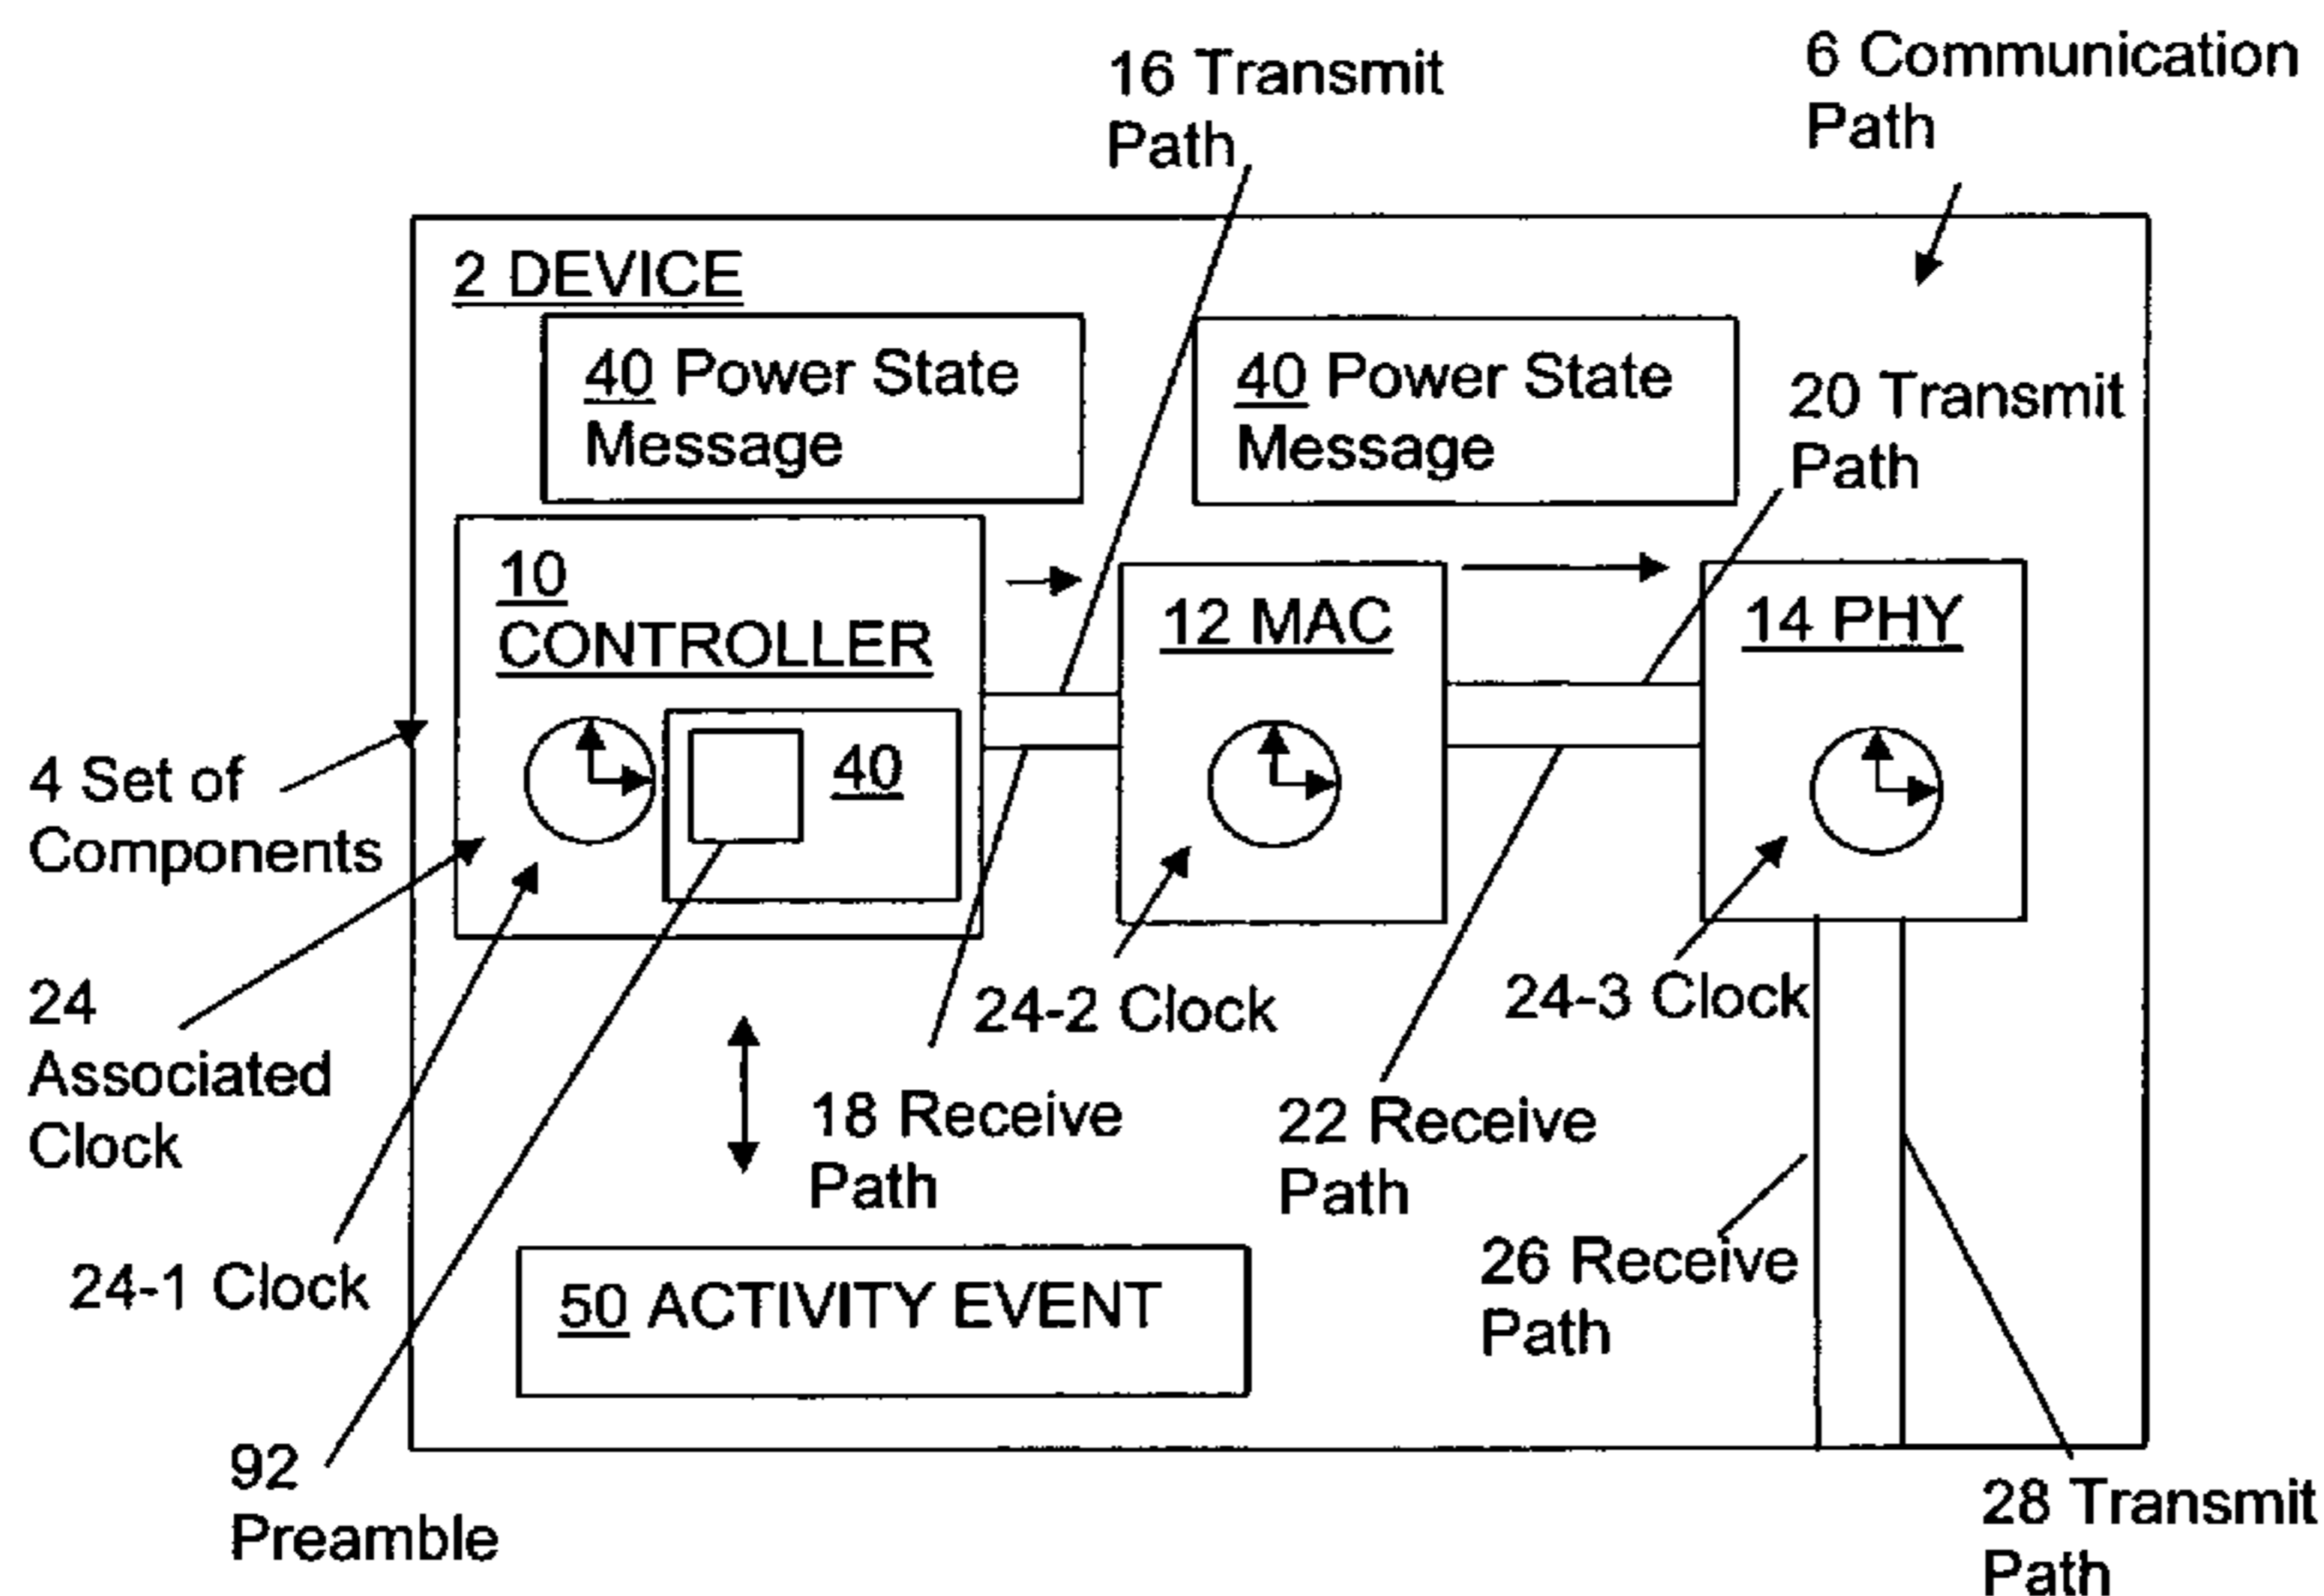 16 Transmit
Path
6 Communication
Path
2 DEVICE
40 Power State
Message
40 Power State
Message
20 Transmit
Path
10
CONTROLLER
12 MAC
14 PHY
40
4 Set of
Components
24
Associated
Clock
24-1 Clock
24-2 Clock
24-3 Clock
18 Receive
Path
22 Receive
Path
26 Receive
Path
50 ACTIVITY EVENT
92
Preamble
28 Transmit
Path